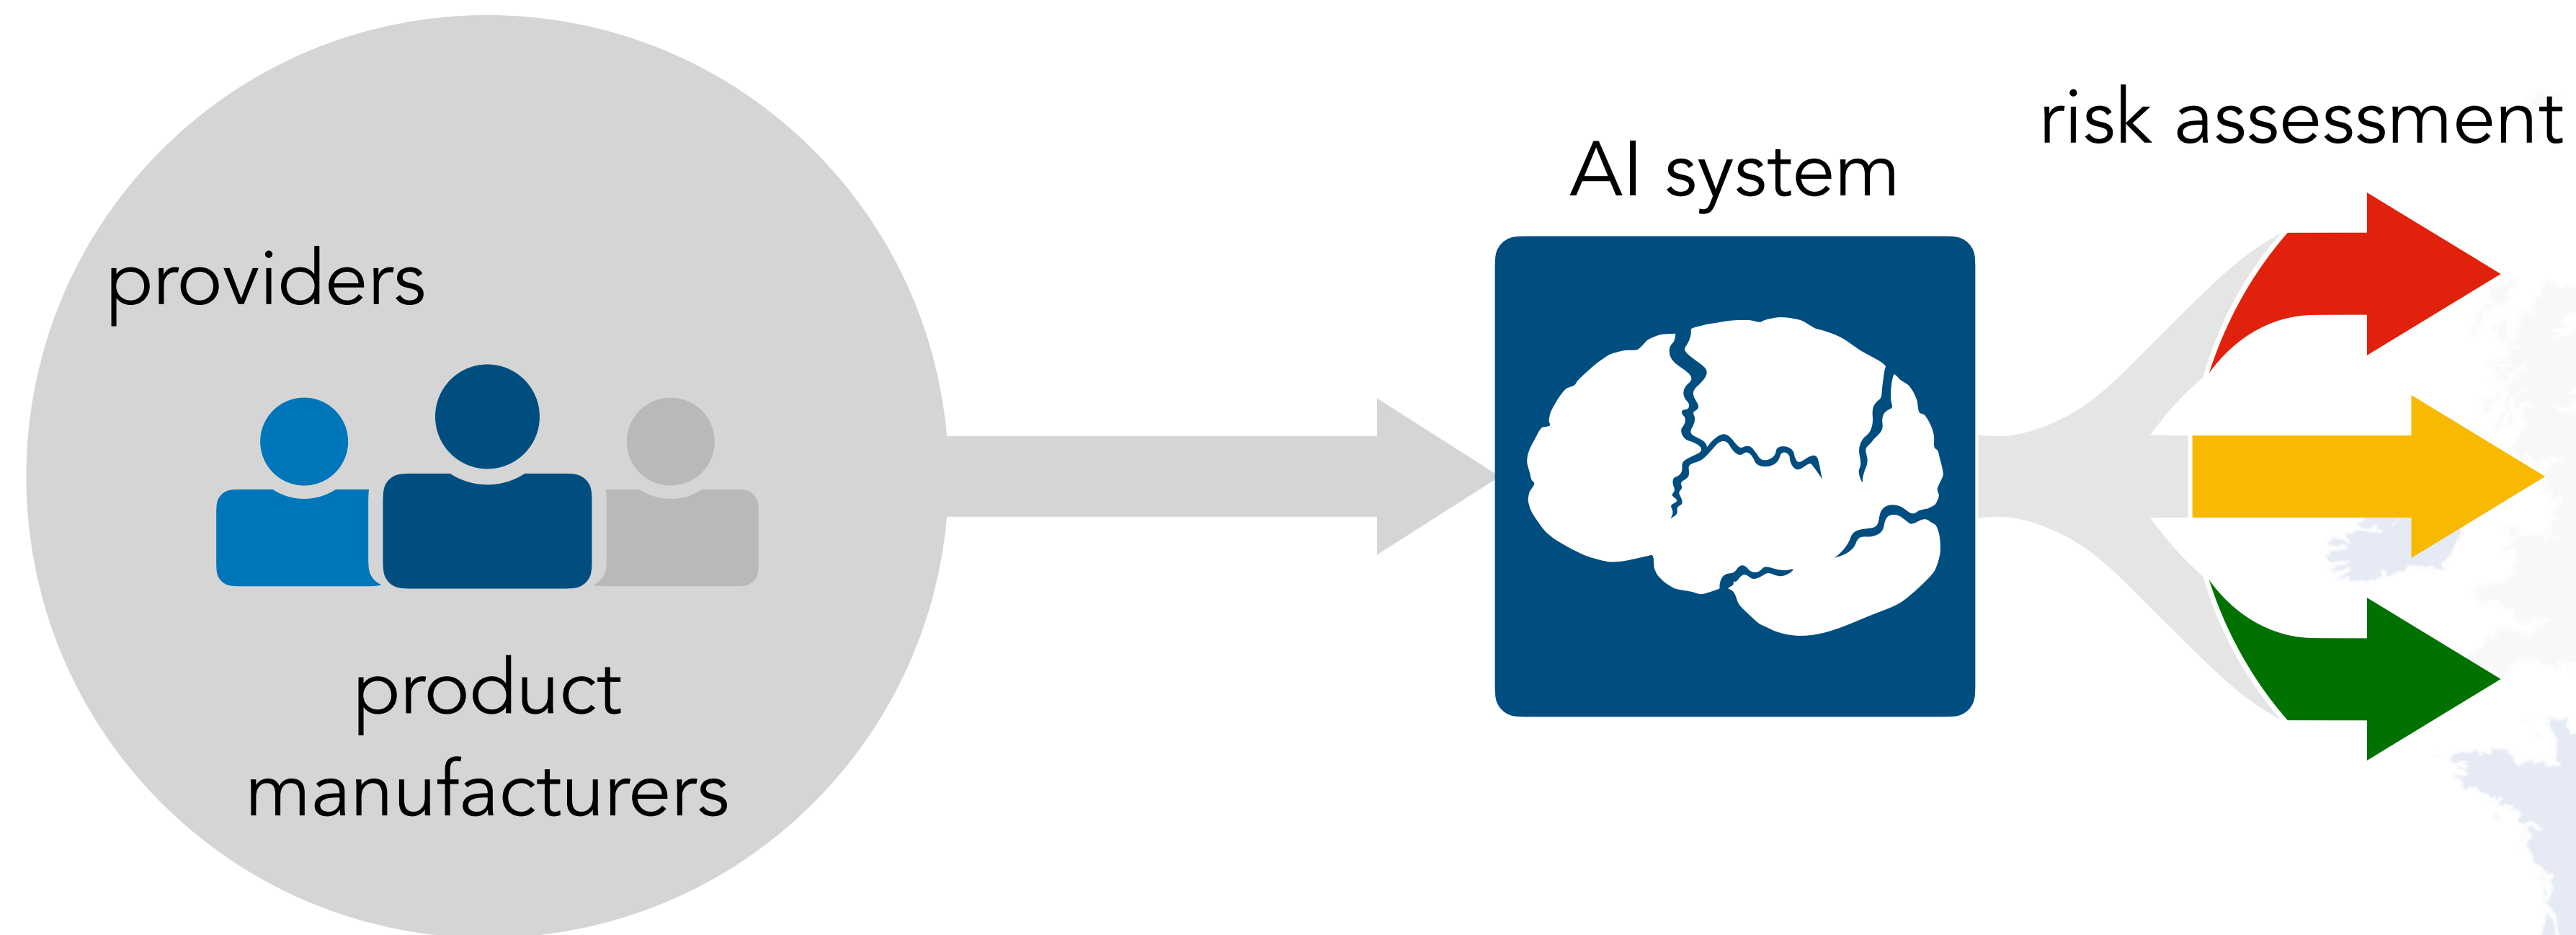 providers
product
manufacturers
AI system
risk assessment